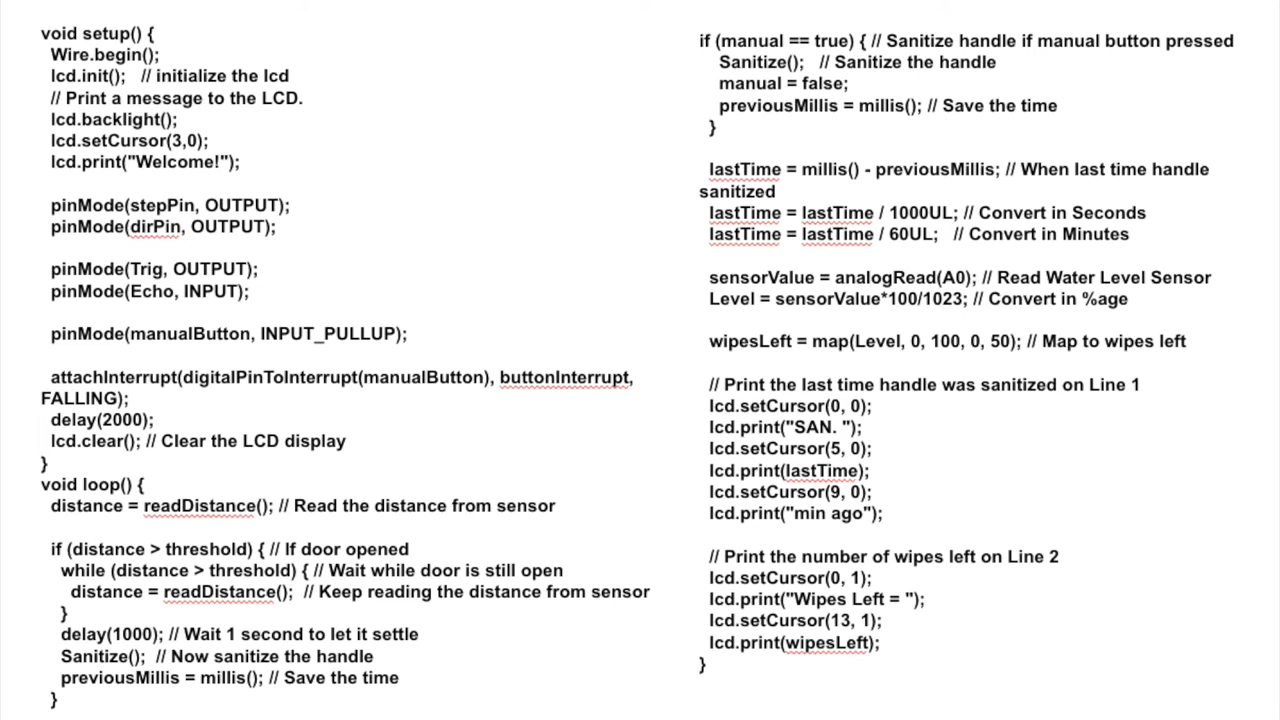 void setup() {
Wire.begin();
lcd.init();   // initialize the lcd
// Print a message to the LCD.
lcd.backlight();
lcd.setCursor(3,0);
lcd.print("Welcome!");
pinMode(stepPin, OUTPUT);
pinMode(dirPin, OUTPUT);
pinMode(Trig, OUTPUT);
pinMode(Echo, INPUT);
pinMode(manualButton, INPUT_PULLUP);
attachInterrupt(digitalPinToInterrupt(manualButton), buttonInterrupt,
FALLING);
delay(2000);
lcd.clear(); // Clear the LCD display
}
void loop() {
distance = readDistance(); // Read the distance from sensor
if (distance > threshold) { // If door opened
while (distance > threshold) { // Wait while door is still open
distance = readDistance();  // Keep reading the distance from sensor
}
delay(1000); // Wait 1 second to let it settle
Sanitize();  // Now sanitize the handle
previousMillis = millis(); // Save the time
}
if (manual == true) { // Sanitize handle if manual button pressed
Sanitize();   // Sanitize the handle
manual = false;
previousMillis = millis(); // Save the time
}
lastTime = millis() - previousMillis; // When last time handle
sanitized
lastTime = lastTime / 1000UL; // Convert in Seconds
lastTime = lastTime / 60UL;   // Convert in Minutes
sensorValue = analogRead(A0); // Read Water Level Sensor
Level = sensorValue*100/1023; // Convert in %age
wipesLeft = map(Level, 0, 100, 0, 50); // Map to wipes left
// Print the last time handle was sanitized on Line 1
lcd.setCursor(0, 0);
lcd.print("SAN. ");
lcd.setCursor(5, 0);
lcd.print(lastTime);
lcd.setCursor(9, 0);
lcd.print("min ago");
// Print the number of wipes left on Line 2
lcd.setCursor(0, 1);
lcd.print("Wipes Left = ");
lcd.setCursor(13, 1);
lcd.print(wipesLeft);
}